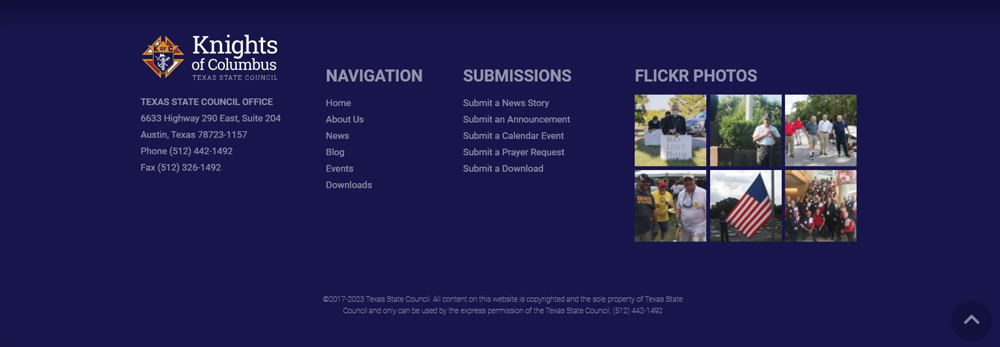 K OF C
Knights
of Columbus
TEXAS STATE COUNCIL
TEXAS STATE COUNCIL OFFICE
6633 Highway 290 East, Suite 204
Austin, Texas 78723-1157
Phone (512) 442-1492
Fax (512) 326-1492
NAVIGATION
Home
About Us
News
Blog
Events
Downloads
SUBMISSIONS
Submit a News Story
Submit an Announcement
Submit a Calendar Event
Submit a Prayer Request
Submit a Download
FLICKR PHOTOS
BLACK
LIVES
MATTER
KNIGHTS
OF COLUMBUS
©2017-2023 Texas State Council. All content on this website is copyrighted and the sole property of Texas State
Council and only can be used by the express permission of the Texas State Council. (512) 442-1492